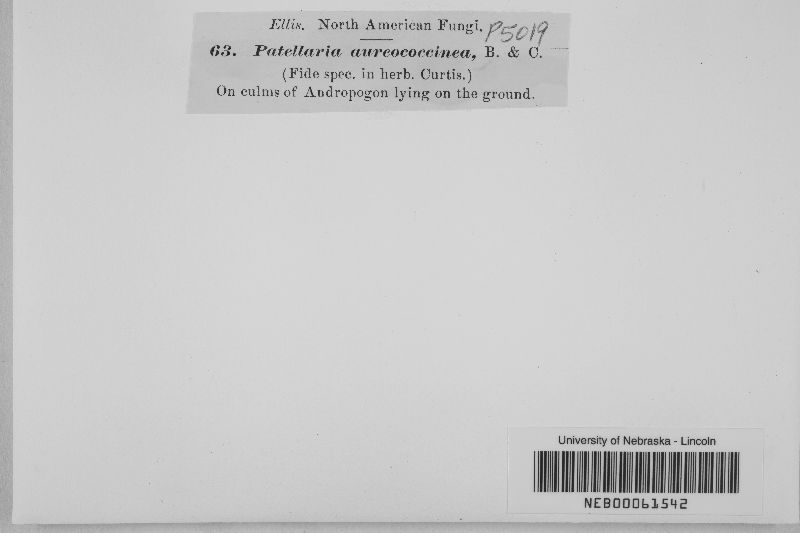 Ellis. North American Fungi. P5019
63. Patellaria aureococcinea, B. & C.
(Fide spec. in herb. Curtis.)
On culms of Andropogon lying on the ground.
University of Nebraska - Lincoln
NEB00061542